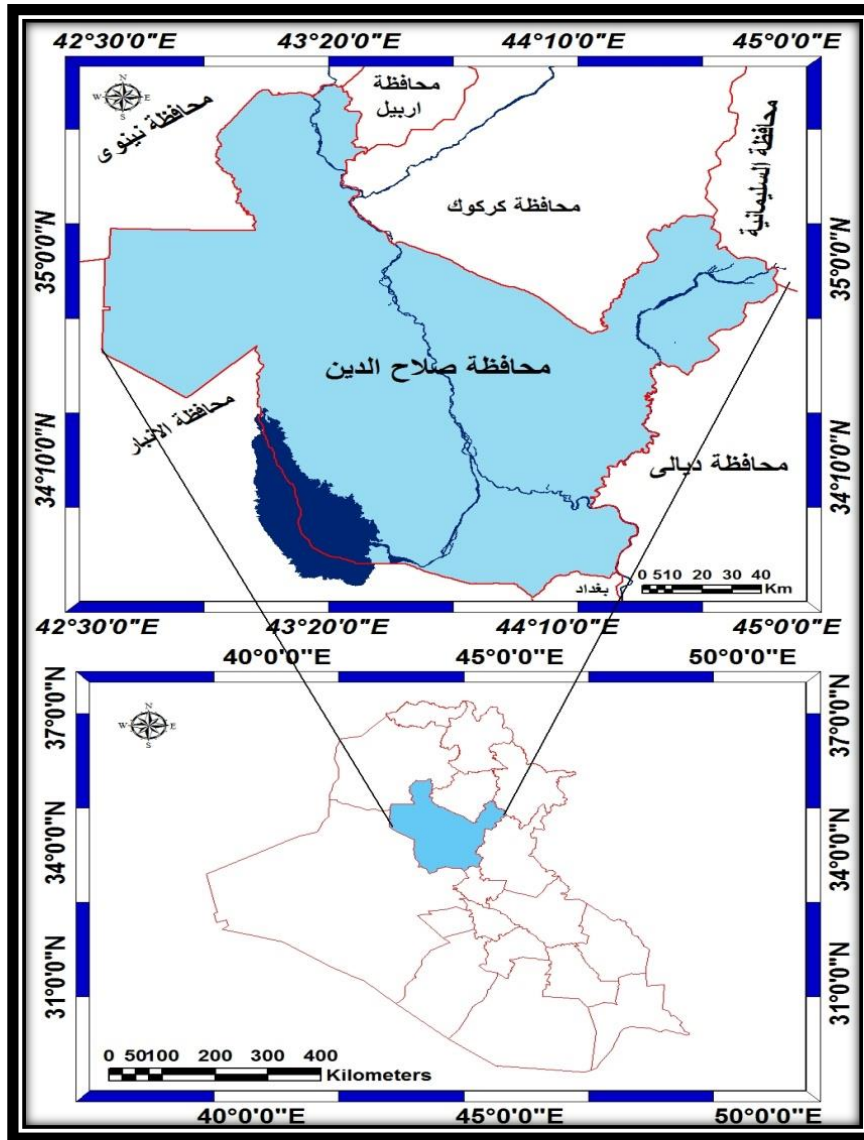 42°30'0"E 43°20'0"E 44°10'0"E 45°0'0"E
N
W E
S
محافظة نينوى
محافظة
اربيل
محافظة السليمانية
محافظة كركوك
35°0'0"N
35°0'0"N
محافظة صلاح الدين
محافظة الانبار
محافظة ديالى
34°10'0"N
34°10'0"N
بغداد
0 5 10 20 30 40
Km
42°30'0"E 43°20'0"E 44°10'0"E 45°0'0"E
40°0'0"E 45°0'0"E 50°0'0"E
N
W E
S
37°0'0"N
37°0'0"N
34°0'0"N
34°0'0"N
31°0'0"N
31°0'0"N
0 50 100 200 300 400
Kilometers
40°0'0"E 45°0'0"E 50°0'0"E